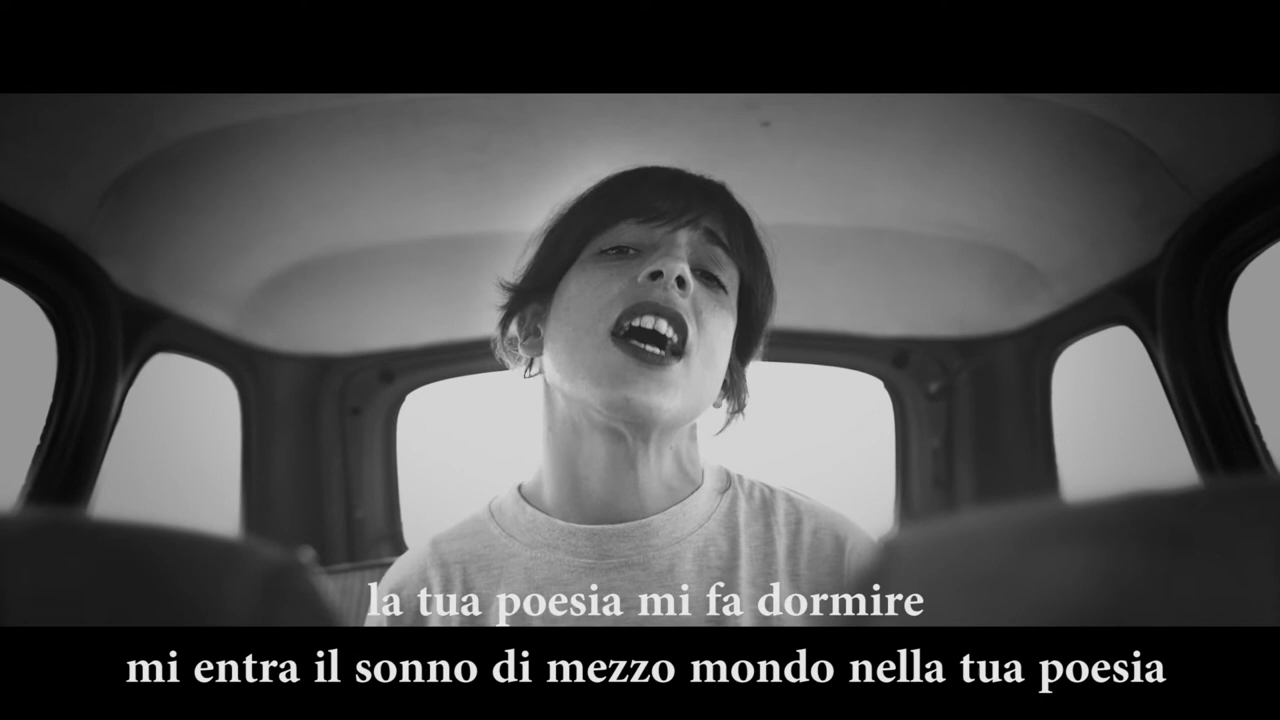 la tua poesia mi fa dormire
mi entra il sonno di mezzo mondo nella tua poesia